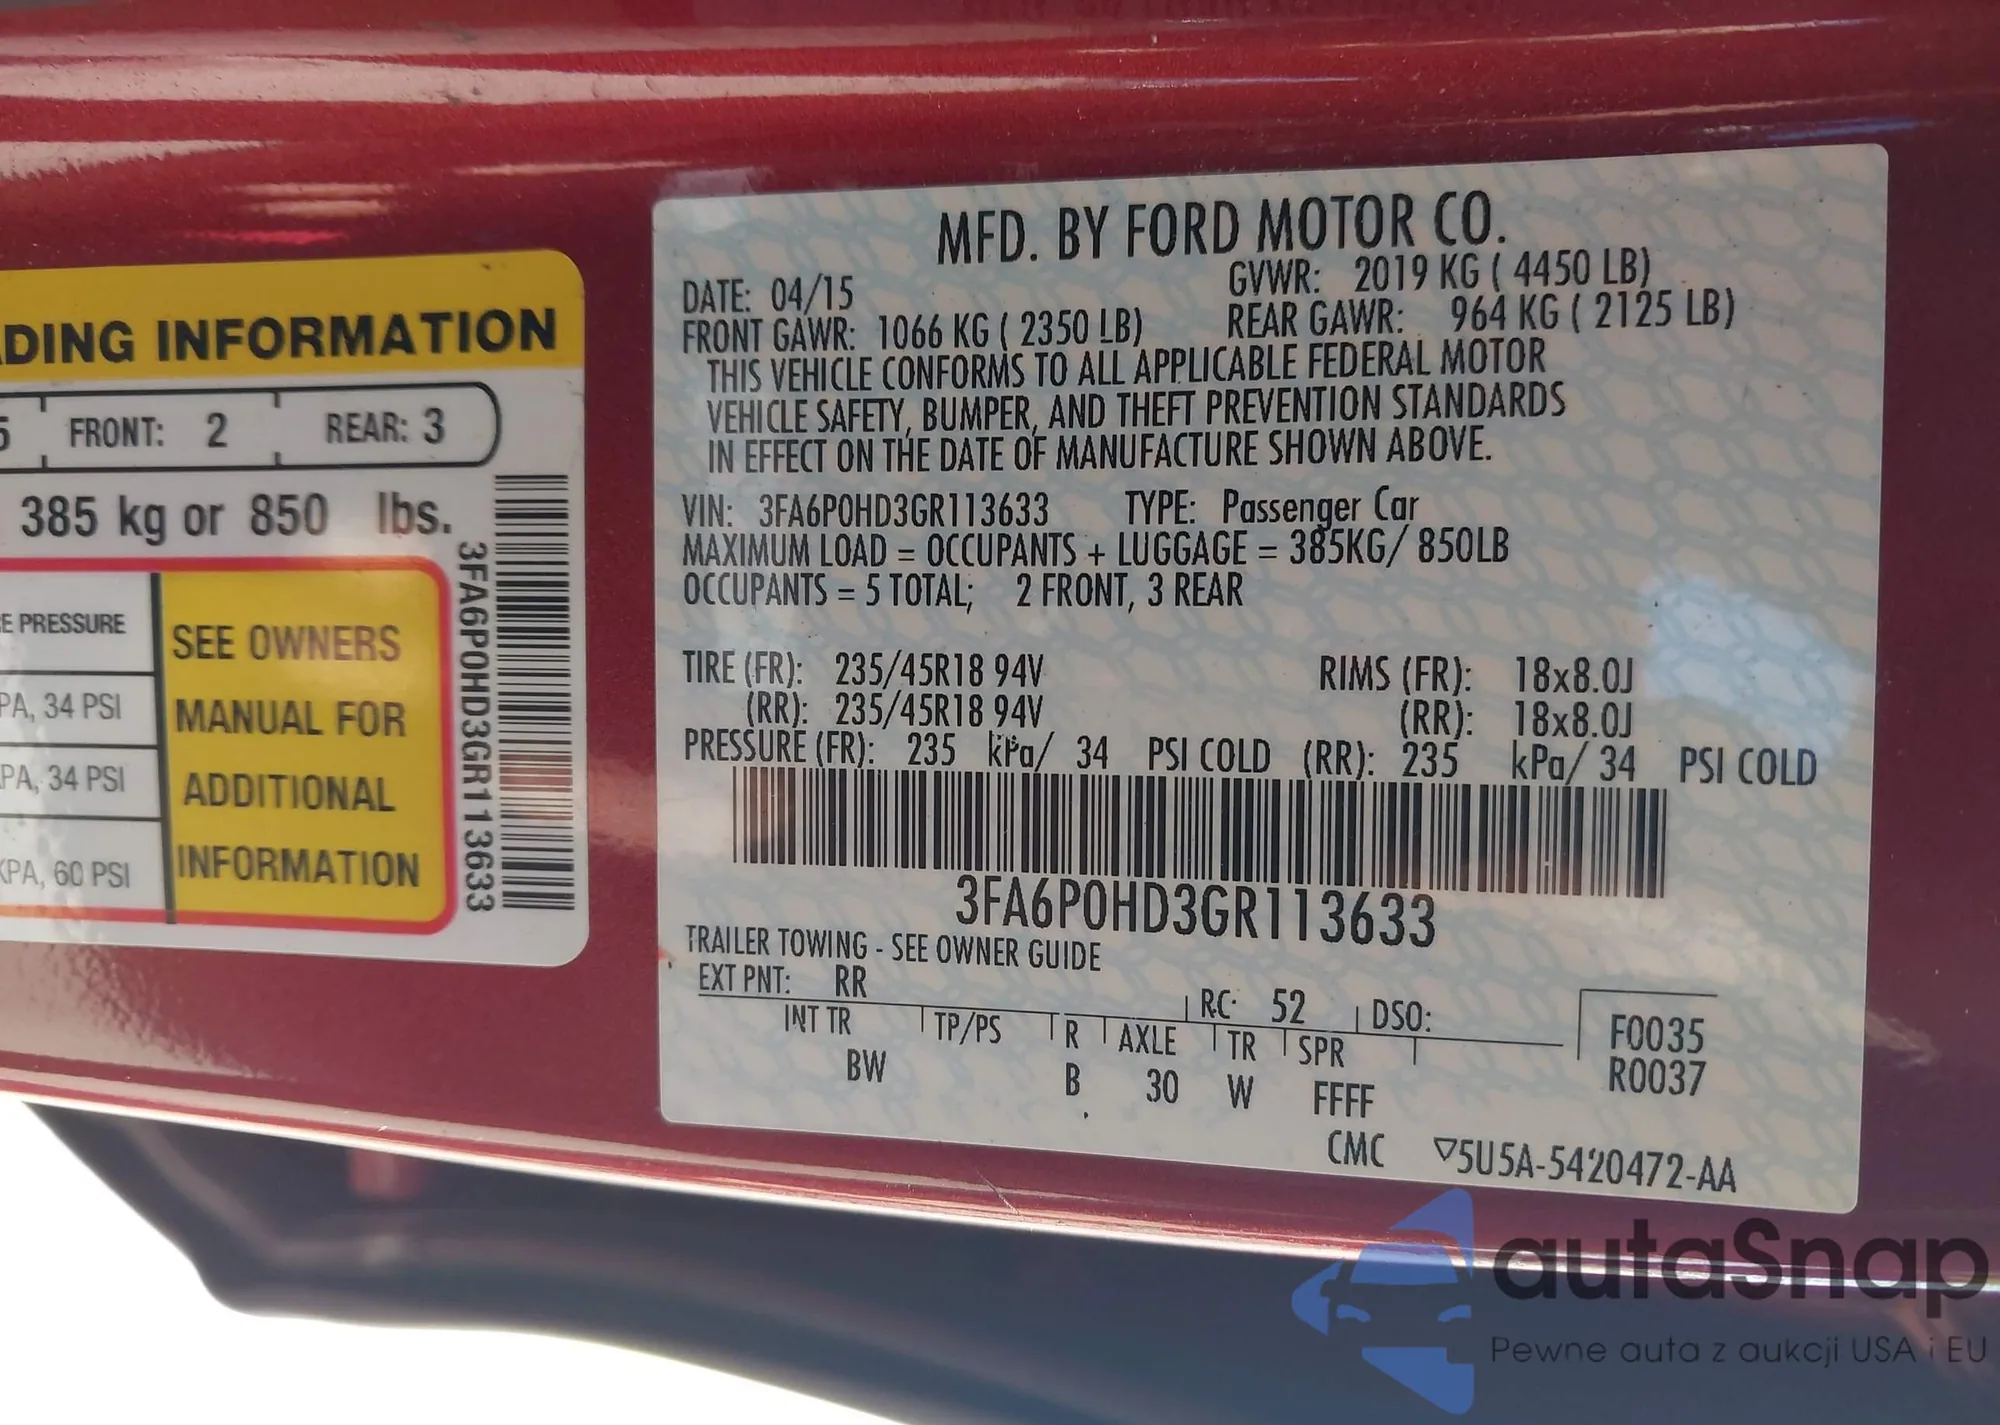 DING INFORMATION
5 FRONT: 2 REAR: 3
385 kg or 850 lbs.
E PRESSURE
PA, 34 PSI
PA, 34 PSI
KPA, 60 PSI
SEE OWNERS
MANUAL FOR
ADDITIONAL
INFORMATION
3FA6P0HD3GR113633
MFD. BY FORD MOTOR CO.
DATE: 04/15 GVWR: 2019 KG ( 4450 LB)
FRONT GAWR: 1066 KG ( 2350 LB) REAR GAWR: 964 KG ( 2125 LB)
THIS VEHICLE CONFORMS TO ALL APPLICABLE FEDERAL MOTOR
VEHICLE SAFETY, BUMPER, AND THEFT PREVENTION STANDARDS
IN EFFECT ON THE DATE OF MANUFACTURE SHOWN ABOVE.
VIN: 3FA6P0HD3GR113633 TYPE: Passenger Car
MAXIMUM LOAD = OCCUPANTS + LUGGAGE = 385KG/ 850LB
OCCUPANTS = 5 TOTAL; 2 FRONT, 3 REAR
TIRE (FR): 235/45R18 94V RIMS (FR): 18x8.0J
(RR): 235/45R18 94V (RR): 18x8.0J
PRESSURE (FR): 235 kPa/ 34 PSI COLD (RR): 235 kPa/ 34 PSI COLD
3FA6P0HD3GR113633
TRAILER TOWING - SEE OWNER GUIDE
EXT PNT: RR RC: 52 DSO: F0035
INT TR TP/PS R AXLE TR SPR R0037
BW B 30 W FFFF
CMC ▽5U5A-5420472-AA
autaSnap
Pewne auta z aukcji USA i EU